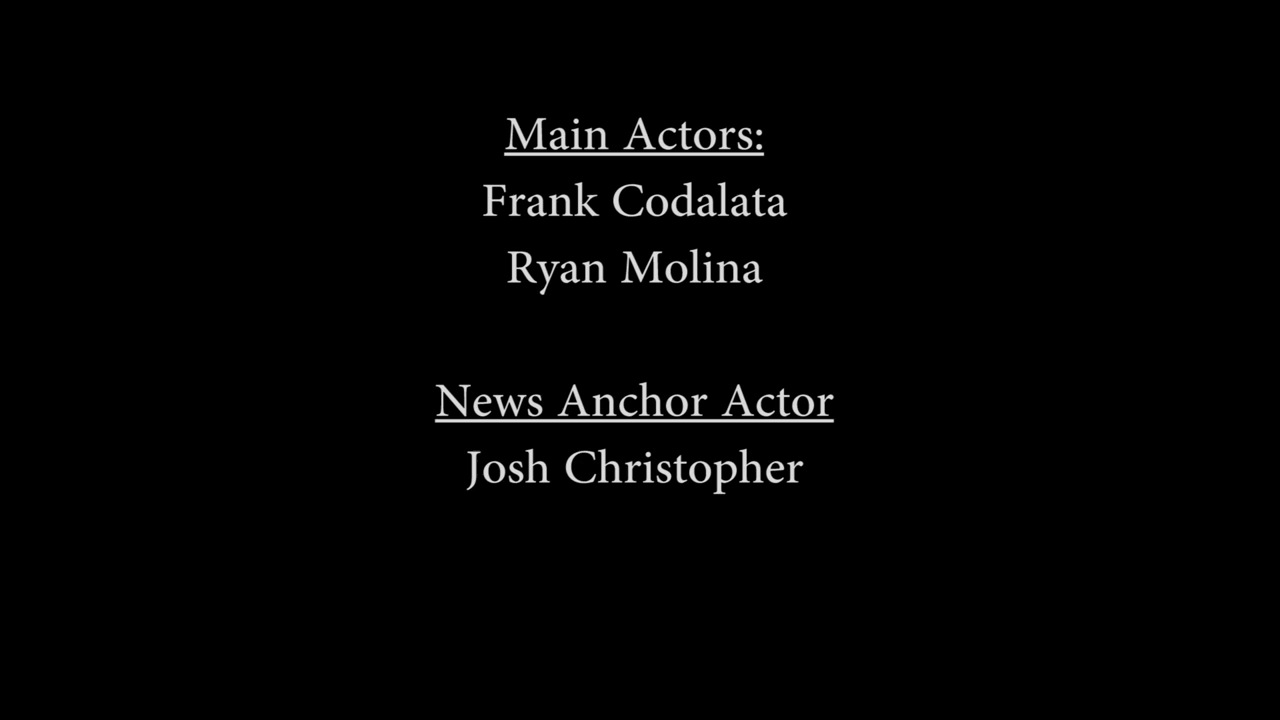 Main Actors:
Frank Codalata
Ryan Molina
News Anchor Actor
Josh Christopher